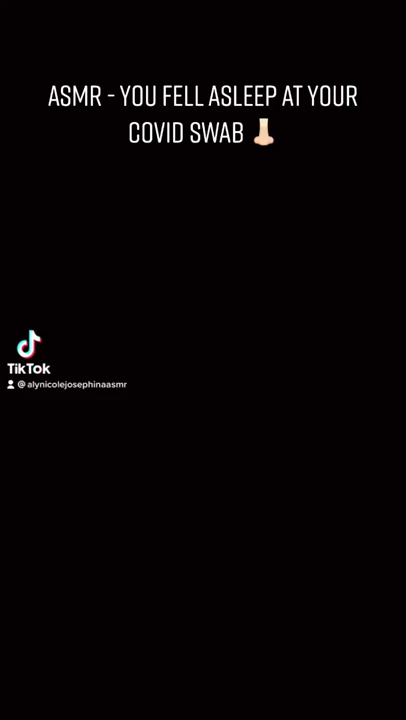 ASMR - YOU FELL ASLEEP AT YOUR
COVID SWAB 👃🏻
TikTok
@ alynicolejosephinaasmr